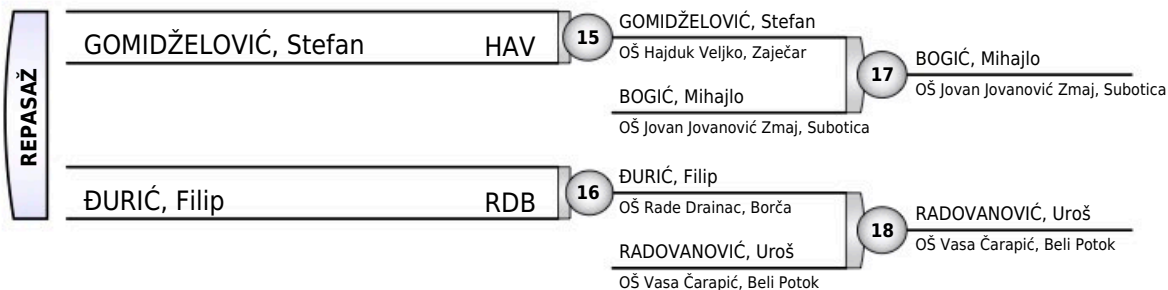 REPASAŽ
GOMIDŽELOVIĆ, Stefan HAV
15
GOMIDŽELOVIĆ, Stefan
OŠ Hajduk Veljko, Zaječar
BOGIĆ, Mihajlo
OŠ Jovan Jovanović Zmaj, Subotica
17
BOGIĆ, Mihajlo
OŠ Jovan Jovanović Zmaj, Subotica
ĐURIĆ, Filip RDB
16
ĐURIĆ, Filip
OŠ Rade Drainac, Borča
RADOVANOVIĆ, Uroš
OŠ Vasa Čarapić, Beli Potok
18
RADOVANOVIĆ, Uroš
OŠ Vasa Čarapić, Beli Potok